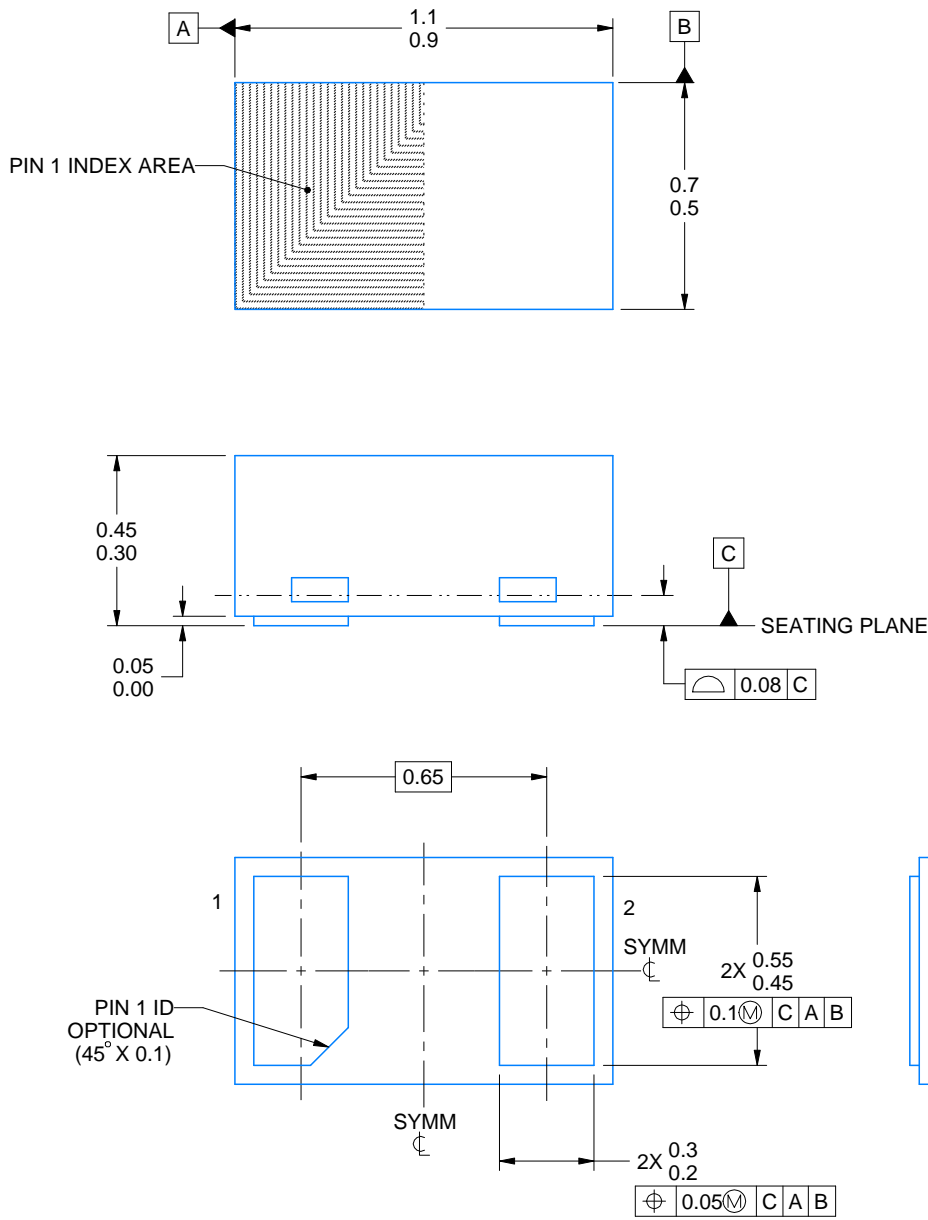 A
1.1
0.9
B
PIN 1 INDEX AREA
0.7
0.5
0.45
0.30
C
SEATING PLANE
0.05
0.00
⌓ 0.08 C
0.65
1
2
SYMM
℄
2X 0.55
0.45
⌖ 0.1Ⓜ C A B
PIN 1 ID
OPTIONAL
(45° X 0.1)
SYMM
℄
2X 0.3
0.2
⌖ 0.05Ⓜ C A B